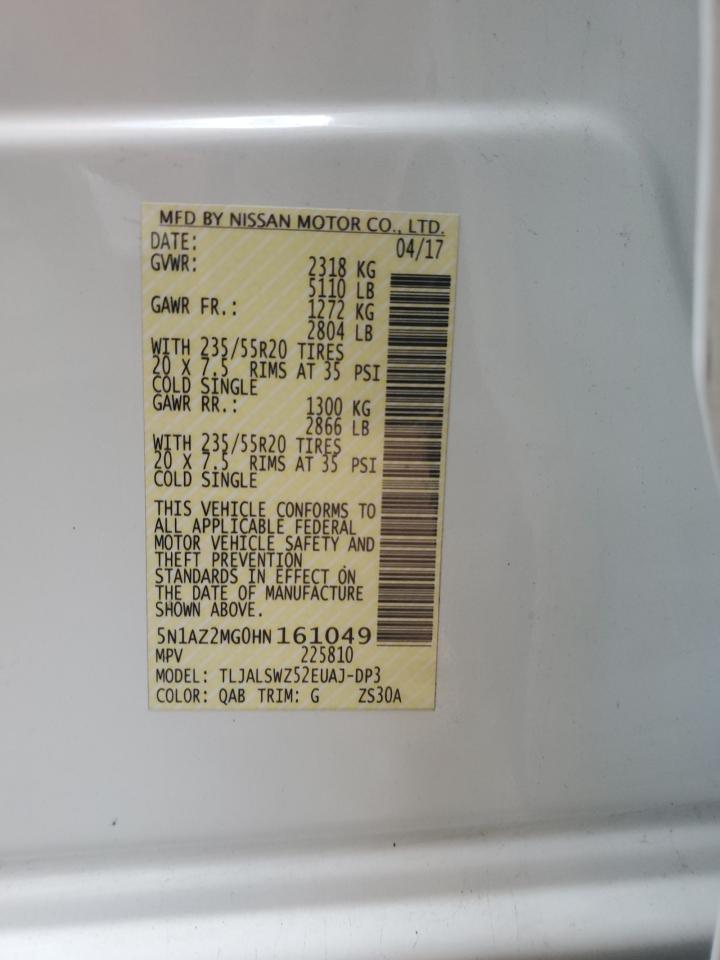 MFD BY NISSAN MOTOR CO., LTD.
DATE: 04/17
GVWR: 2318 KG
5110 LB
GAWR FR.: 1272 KG
2804 LB
WITH 235/55R20 TIRES
20 X 7.5 RIMS AT 35 PSI
COLD SINGLE
GAWR RR.: 1300 KG
2866 LB
WITH 235/55R20 TIRES
20 X 7.5 RIMS AT 35 PSI
COLD SINGLE
THIS VEHICLE CONFORMS TO
ALL APPLICABLE FEDERAL
MOTOR VEHICLE SAFETY AND
THEFT PREVENTION
STANDARDS IN EFFECT ON
THE DATE OF MANUFACTURE
SHOWN ABOVE.
5N1AZ2MG0HN161049
MPV 225810
MODEL: TLJALSWZ52EUAJ-DP3
COLOR: QAB TRIM: G ZS30A